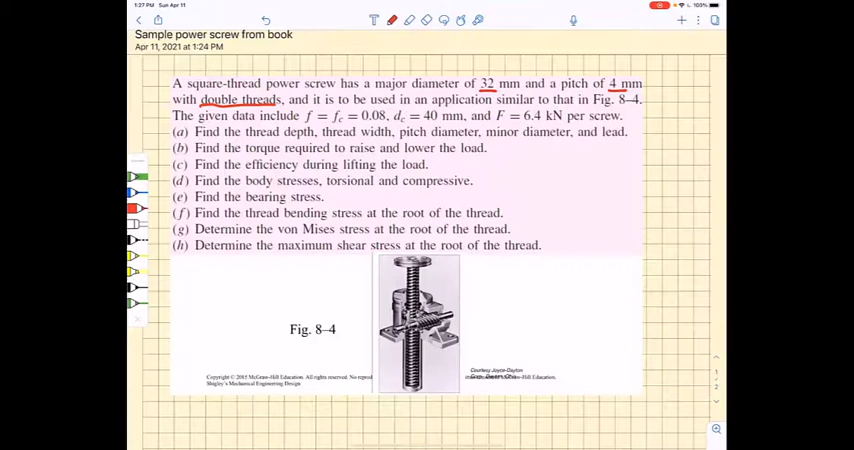 1:27 PM Sun Apr 11
100%
Sample power screw from book
Apr 11, 2021 at 1:24 PM
A square-thread power screw has a major diameter of 32 mm and a pitch of 4 mm
with double threads, and it is to be used in an application similar to that in Fig. 8–4.
The given data include f = fc = 0.08, dc = 40 mm, and F = 6.4 kN per screw.
(a) Find the thread depth, thread width, pitch diameter, minor diameter, and lead.
(b) Find the torque required to raise and lower the load.
(c) Find the efficiency during lifting the load.
(d) Find the body stresses, torsional and compressive.
(e) Find the bearing stress.
(f) Find the thread bending stress at the root of the thread.
(g) Determine the von Mises stress at the root of the thread.
(h) Determine the maximum shear stress at the root of the thread.
Fig. 8–4
Courtesy Joyce-Dayton
Copyright © 2015 McGraw-Hill Education. All rights reserved. No reprod
Education.
Shigley's Mechanical Engineering Design
1
2